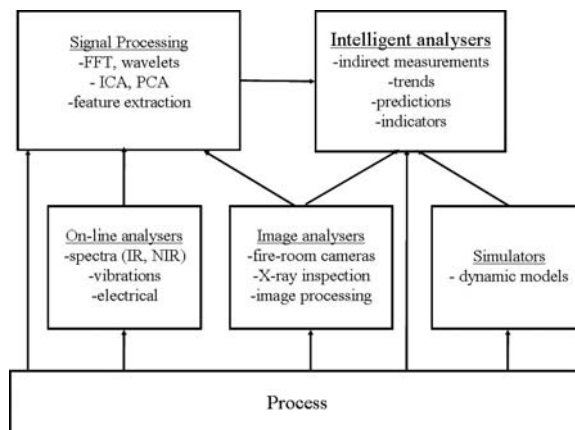 Signal Processing
-FFT, wavelets
- ICA, PCA
-feature extraction
Intelligent analysers
-indirect measurements
-trends
-predictions
-indicators
On-line analysers
-spectra (IR, NIR)
-vibrations
-electrical
Image analysers
-fire-room cameras
-X-ray inspection
-image processing
Simulators
- dynamic models
Process